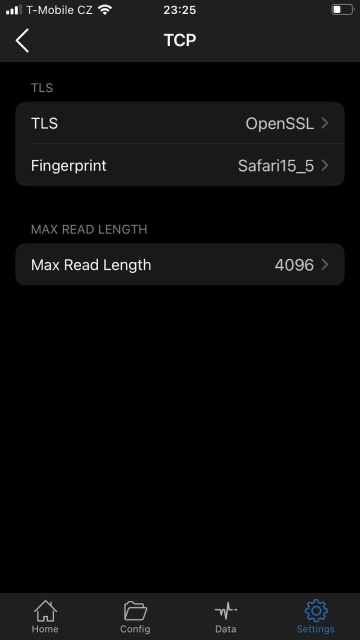 T-Mobile CZ 23:25
TCP
TLS
TLS OpenSSL
Fingerprint Safari15_5
MAX READ LENGTH
Max Read Length 4096
Home Config Data Settings